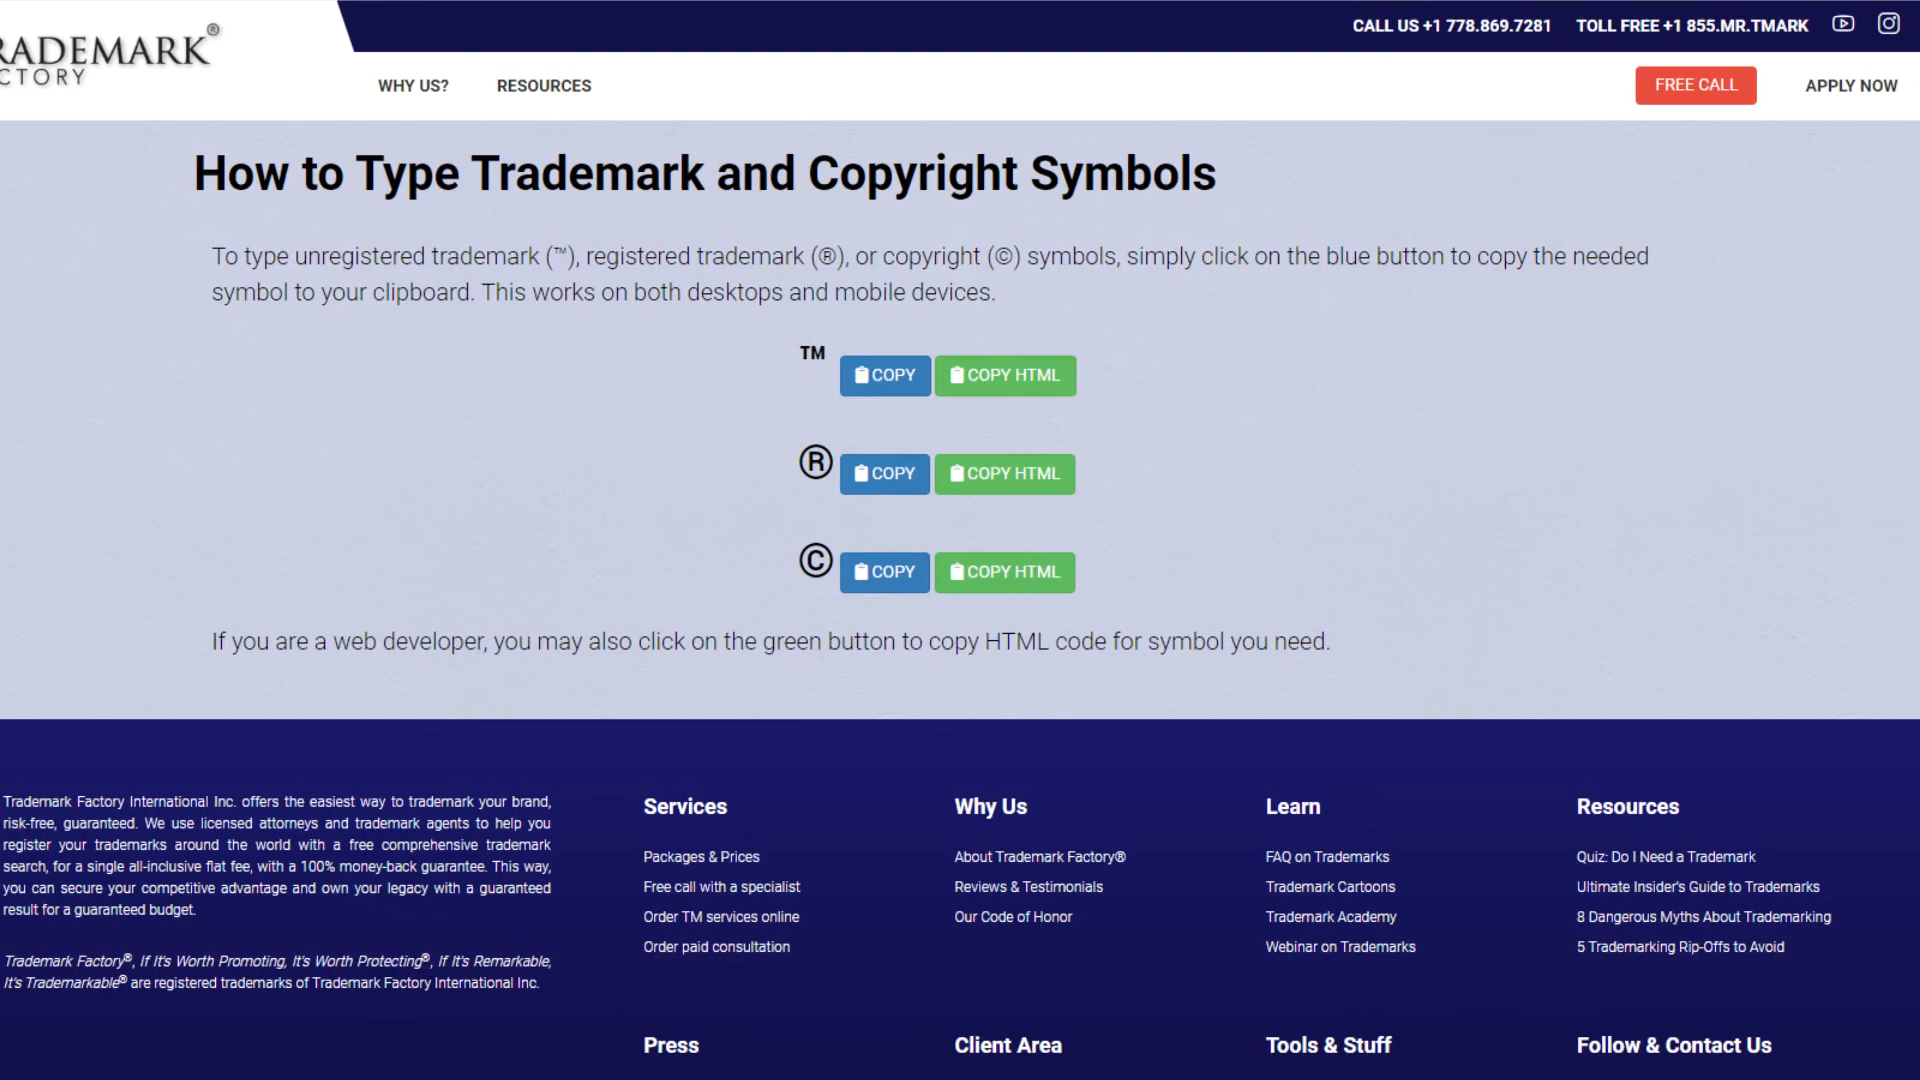 CALL US +1 778.869.7281 TOLL FREE +1 855.MR.TMARK
RADEMARK®
CTORY
WHY US? RESOURCES FREE CALL APPLY NOW
How to Type Trademark and Copyright Symbols
To type unregistered trademark (™), registered trademark (®), or copyright (©) symbols, simply click on the blue button to copy the needed
symbol to your clipboard. This works on both desktops and mobile devices.
™ COPY COPY HTML
® COPY COPY HTML
© COPY COPY HTML
If you are a web developer, you may also click on the green button to copy HTML code for symbol you need.
Trademark Factory International Inc. offers the easiest way to trademark your brand,
risk-free, guaranteed. We use licensed attorneys and trademark agents to help you
register your trademarks around the world with a free comprehensive trademark
search, for a single all-inclusive flat fee, with a 100% money-back guarantee. This way,
you can secure your competitive advantage and own your legacy with a guaranteed
result for a guaranteed budget.
Trademark Factory®, If It's Worth Promoting, It's Worth Protecting®, If It's Remarkable,
It's Trademarkable® are registered trademarks of Trademark Factory International Inc.
Services
Packages & Prices
Free call with a specialist
Order TM services online
Order paid consultation
Why Us
About Trademark Factory®
Reviews & Testimonials
Our Code of Honor
Learn
FAQ on Trademarks
Trademark Cartoons
Trademark Academy
Webinar on Trademarks
Resources
Quiz: Do I Need a Trademark
Ultimate Insider's Guide to Trademarks
8 Dangerous Myths About Trademarking
5 Trademarking Rip-Offs to Avoid
Press
Client Area
Tools & Stuff
Follow & Contact Us